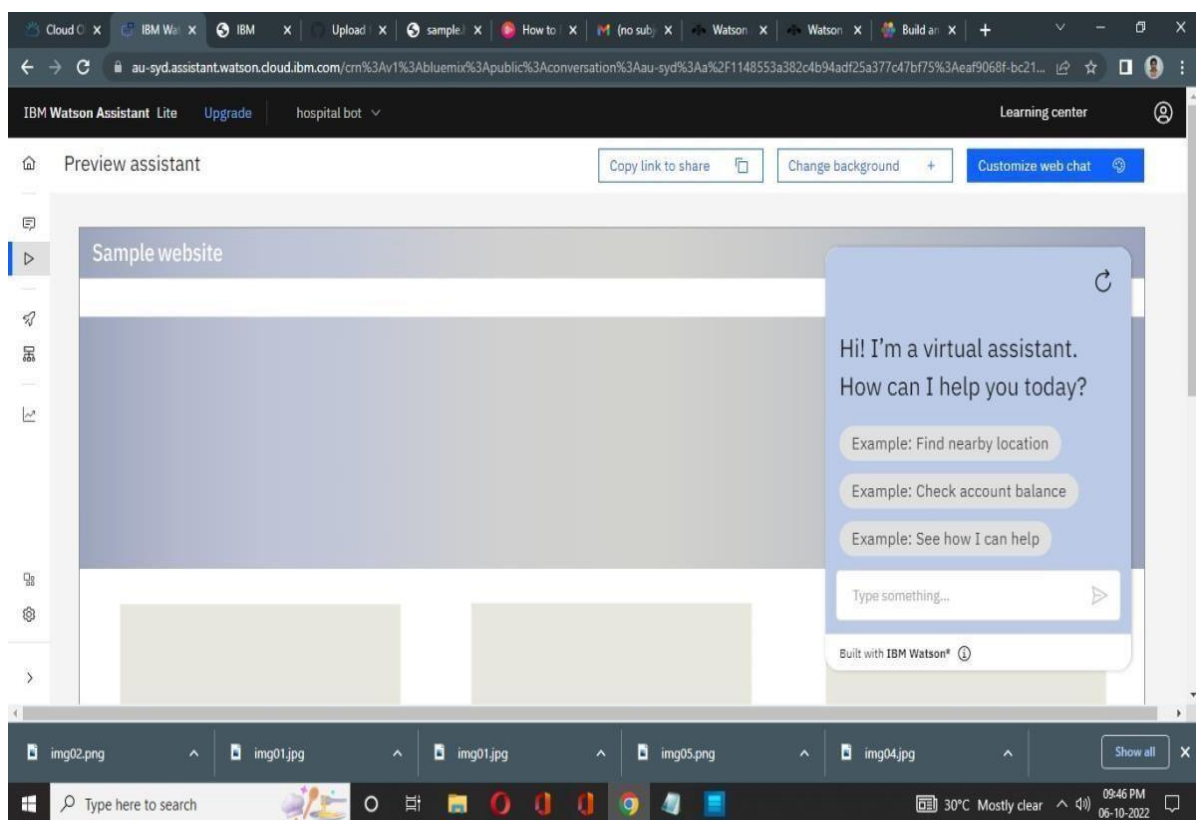 Cloud O
IBM Wa
IBM
Upload
sample.
How to
(no sub
Watson
Watson
Build an
au-syd.assistant.watson.cloud.ibm.com/crn%3Av1%3Abluemix%3Apublic%3Aconversation%3Aau-syd%3Aa%2F1148553a382c4b94adf25a377c47bf75%3Aeaf9068f-bc21...
IBM Watson Assistant Lite Upgrade hospital bot Learning center
Preview assistant
Copy link to share
Change background +
Customize web chat
Sample website
Hi! I'm a virtual assistant.
How can I help you today?
Example: Find nearby location
Example: Check account balance
Example: See how I can help
Type something...
Built with IBM Watson®
img02.png
img01.jpg
img01.jpg
img05.png
img04.jpg
Show all
Type here to search
30°C Mostly clear
09:46 PM
06-10-2022